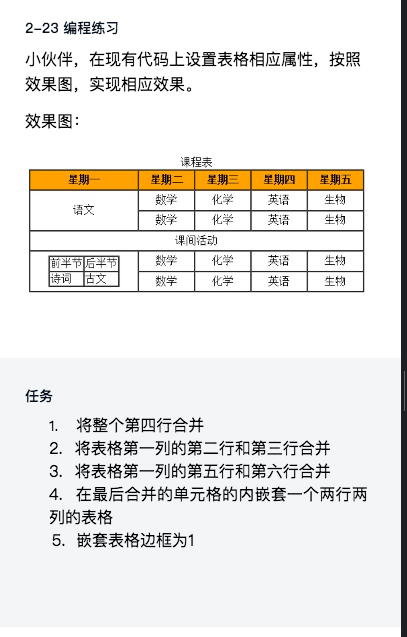 2-23 编程练习
小伙伴，在现有代码上设置表格相应属性，按照
效果图，实现相应效果。
效果图：
课程表
星期一 星期二 星期三 星期四 星期五
语文 数学 化学 英语 生物
数学 化学 英语 生物
课间活动
前半节 后半节 数学 化学 英语 生物
诗词 古文 数学 化学 英语 生物
任务
1. 将整个第四行合并
2. 将表格第一列的第二行和第三行合并
3. 将表格第一列的第五行和第六行合并
4. 在最后合并的单元格的内嵌套一个两行两
列的表格
5. 嵌套表格边框为1